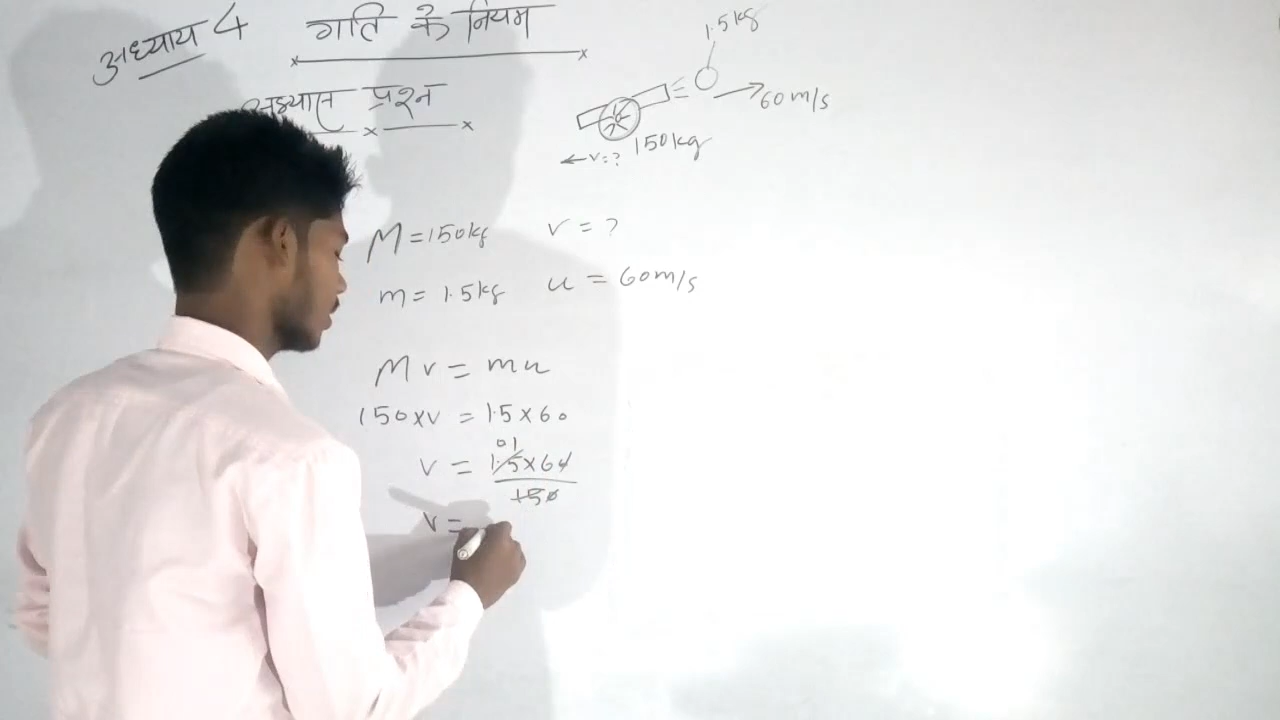 अध्याय 4 गति के नियम
प्रश्न
1.5kg
60m/s
150kg
v=?
M=150kg v=?
m=1.5kg u=60m/s
Mv=mu
150×v=1.5×60
01
v=1.5×60
150
v=